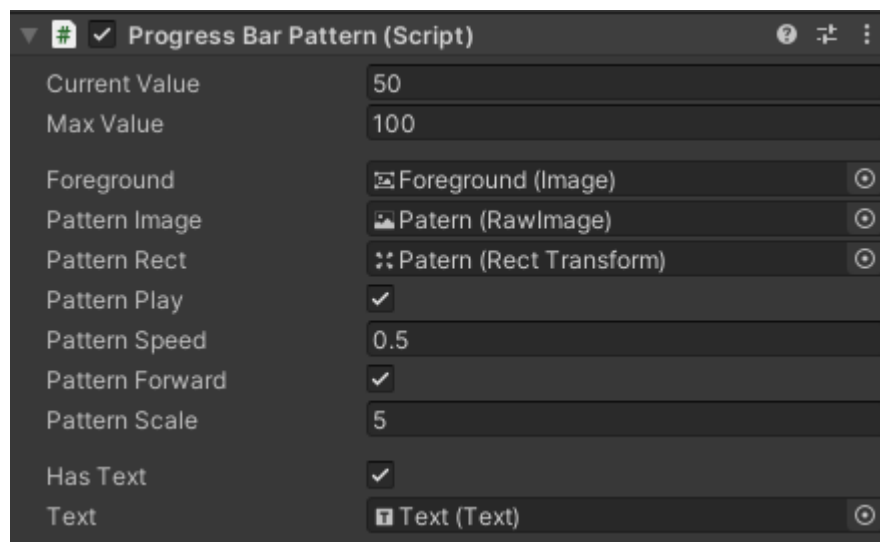 Progress Bar Pattern (Script)
Current Value 50
Max Value 100
Foreground Foreground (Image)
Pattern Image Patern (RawImage)
Pattern Rect Patern (Rect Transform)
Pattern Play
Pattern Speed 0.5
Pattern Forward
Pattern Scale 5
Has Text
Text Text (Text)